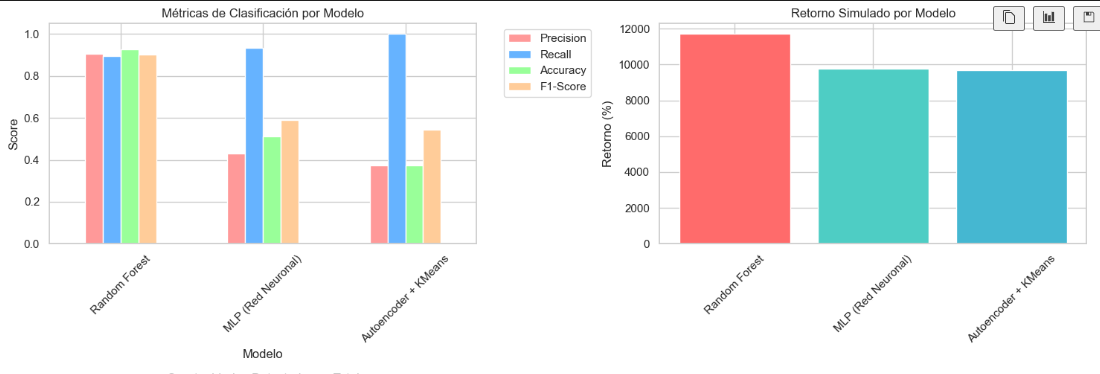 Métricas de Clasificación por Modelo
1.0
0.8
0.6
0.4
0.2
0.0
Score
Random Forest
MLP (Red Neuronal)
Autoencoder + KMeans
Modelo
Precision
Recall
Accuracy
F1-Score
Retorno Simulado por Modelo
12000
10000
8000
6000
4000
2000
0
Retorno (%)
Random Forest
MLP (Red Neuronal)
Autoencoder + KMeans